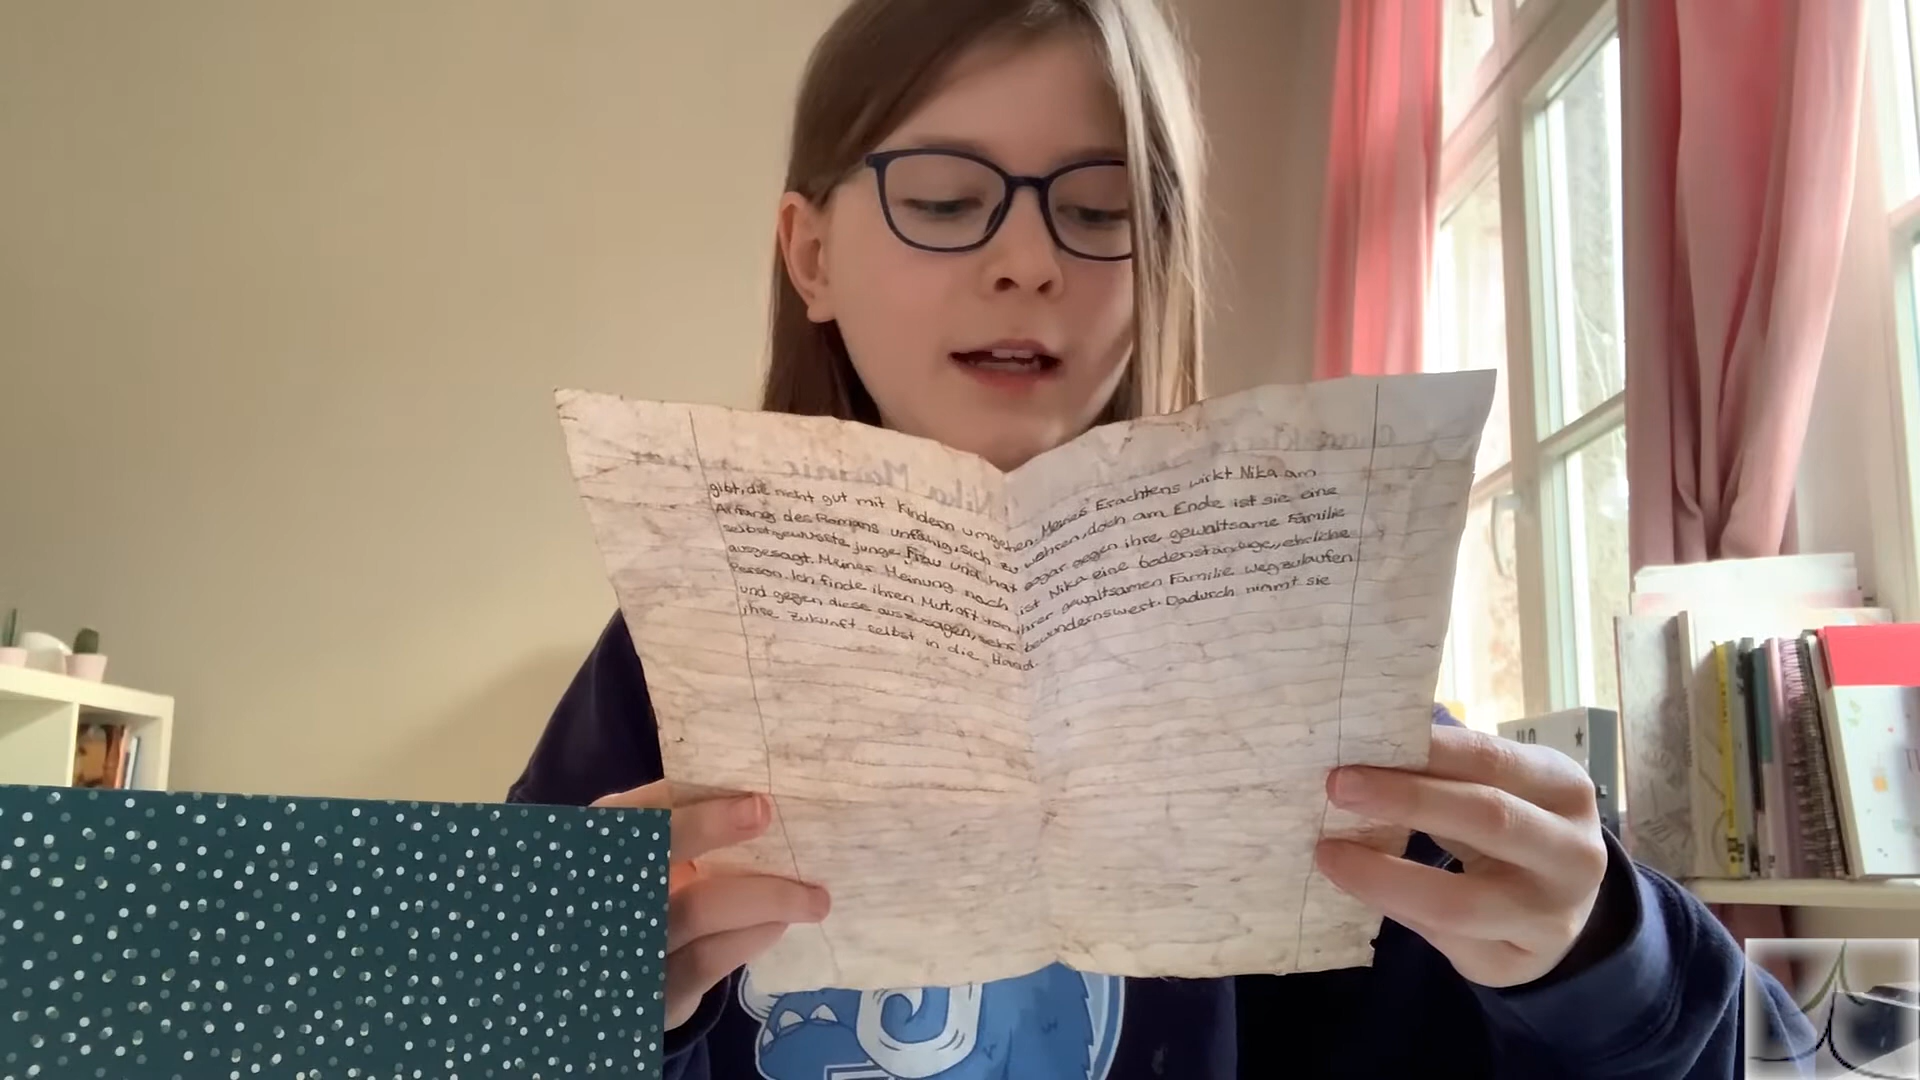 gibt, die nicht gut mit Kindern umgehen. Meines Erachtens wirkt Nika am
Anfang des Romans unfähig, sich zu wehren, doch am Ende ist sie eine
selbstgewusste junge Frau und hat sogar gegen ihre gewaltsame Familie
ausgesagt. Meiner Meinung nach ist Nika eine bodenständige, ehrliche
Person. Ich finde ihren Mut, oft von ihrer gewaltsamen Familie wegzulaufen
und gegen diese auszusagen, sehr bewundernswert. Dadurch nimmt sie
ihre Zukunft selbst in die Hand.